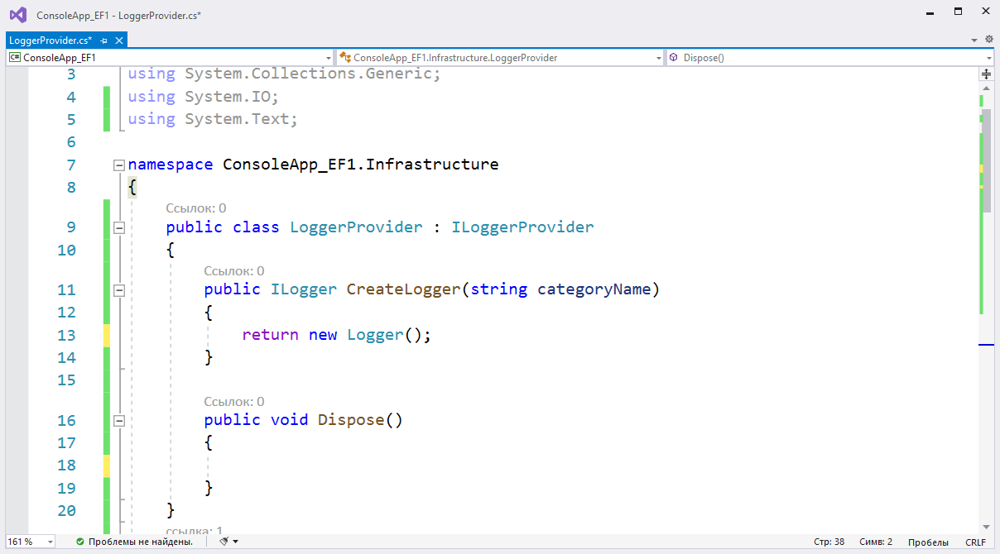 ConsoleApp_EF1 - LoggerProvider.cs*
LoggerProvider.cs*
C# ConsoleApp_EF1
ConsoleApp_EF1.Infrastructure.LoggerProvider
Dispose()
3 using System.Collections.Generic;
4 using System.IO;
5 using System.Text;
6
7 namespace ConsoleApp_EF1.Infrastructure
8 {
Ссылок: 0
9 public class LoggerProvider : ILoggerProvider
10 {
Ссылок: 0
11 public ILogger CreateLogger(string categoryName)
12 {
13 return new Logger();
14 }
15
Ссылок: 0
16 public void Dispose()
17 {
18
19 }
20 }
ссылка: 1
161 % Проблемы не найдены. Стр: 38 Симв: 2 Пробелы CRLF